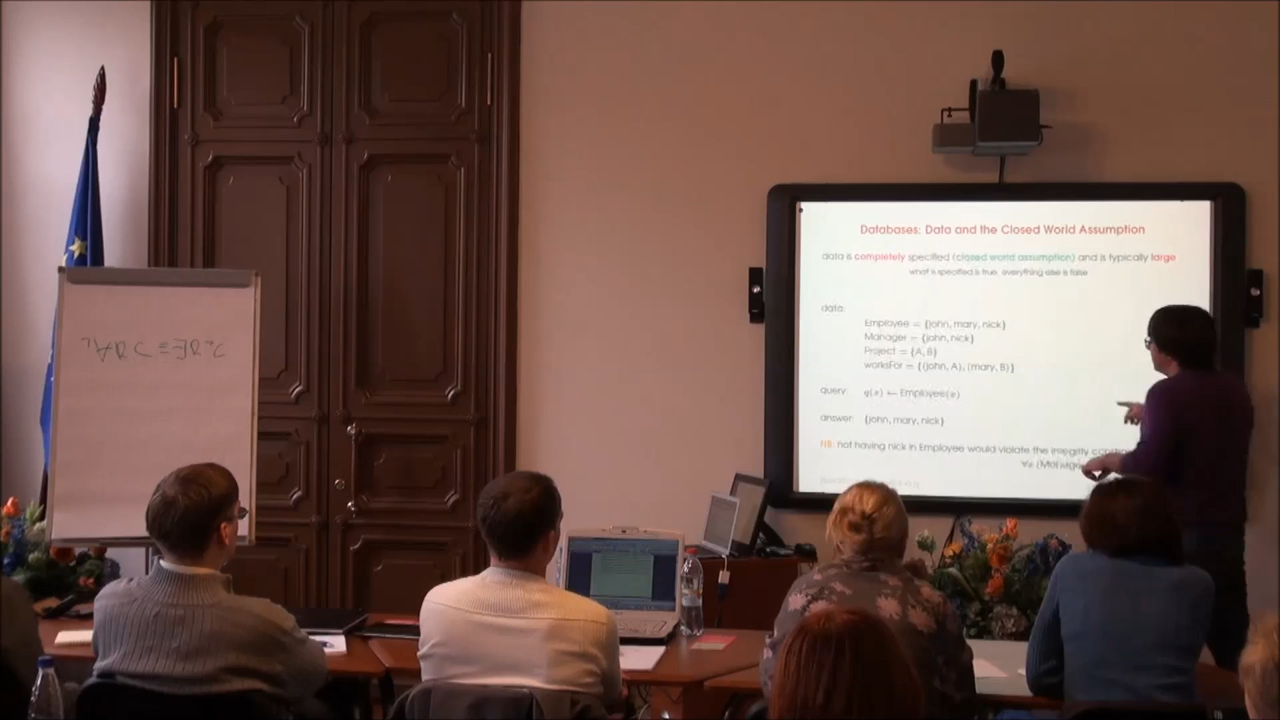 Databases: Data and the Closed World Assumption
data is completely specified (closed world assumption) and is typically large
what is specified is true, everything else is false
data:
Employee = {john, mary, nick}
Manager = {john, nick}
Project = {A, B}
worksFor = {(john, A), (mary, B)}
query: q(x) ← Employee(x)
answer: {john, mary, nick}
NB: not having nick in Employee would violate the integrity
∀x (Manager